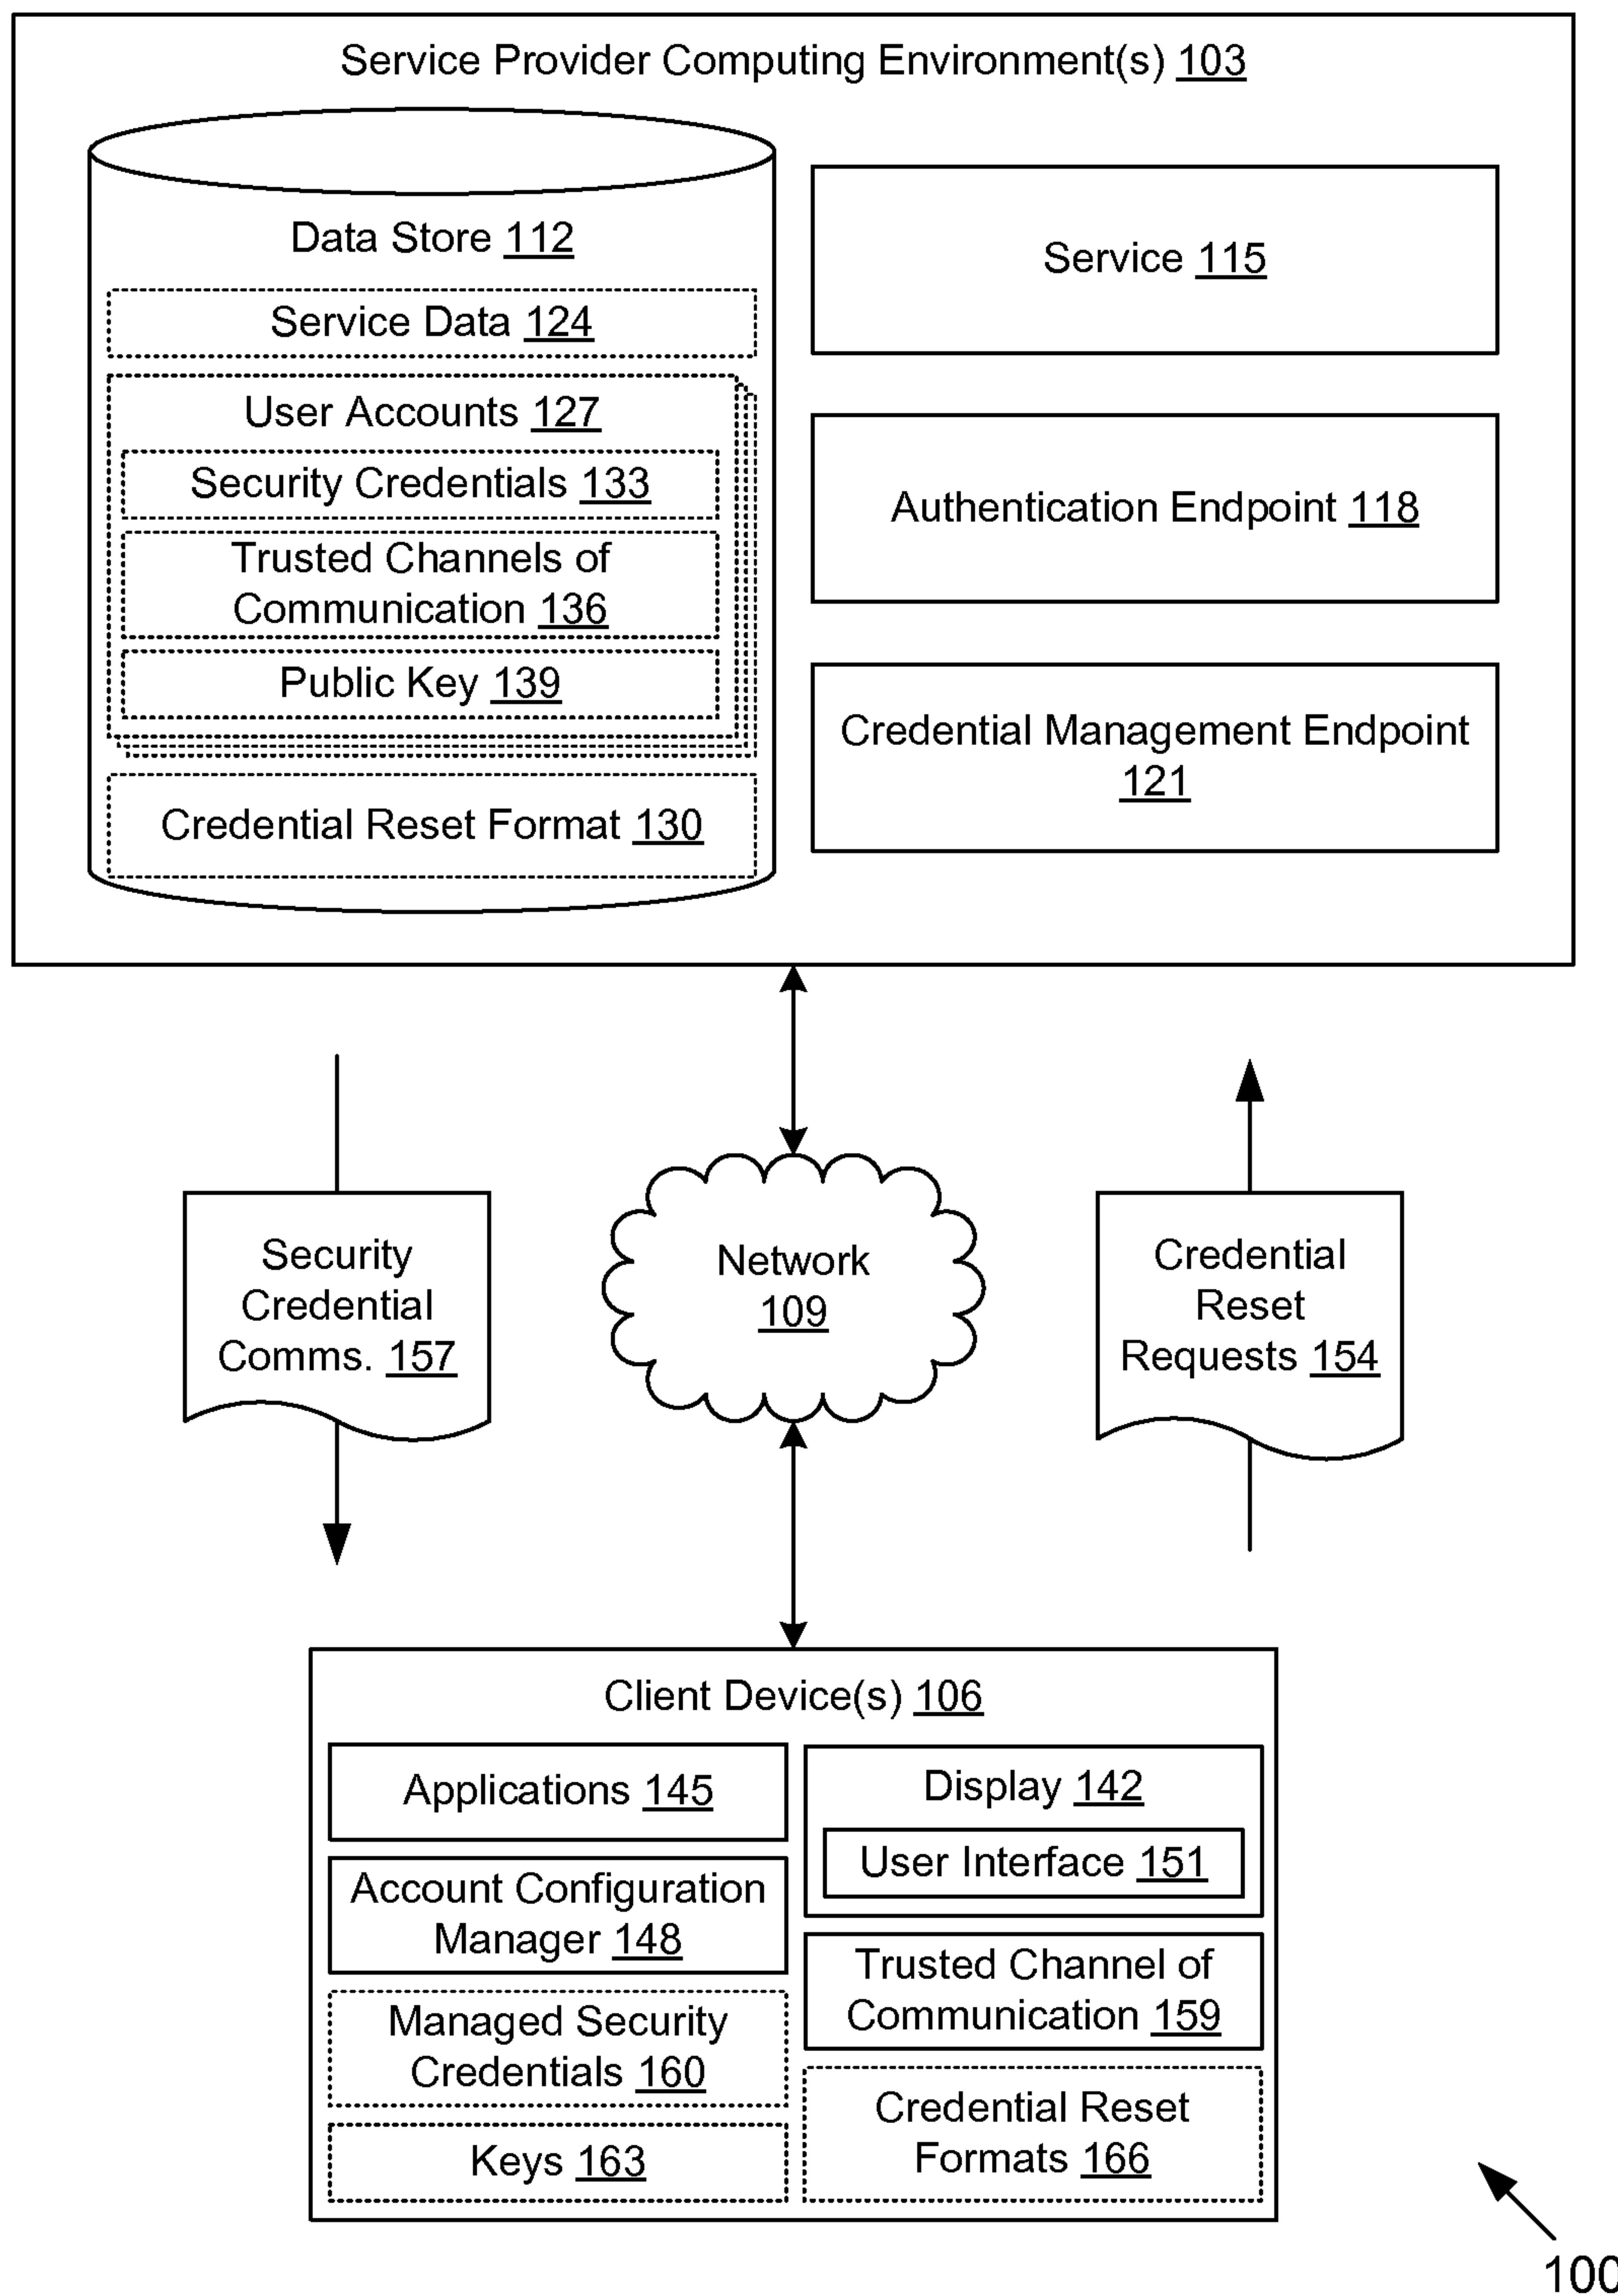 Service Provider Computing Environment(s) 103
Data Store 112
Service Data 124
User Accounts 127
Security Credentials 133
Trusted Channels of
Communication 136
Public Key 139
Credential Reset Format 130
Service 115
Authentication Endpoint 118
Credential Management Endpoint
121
Security
Credential
Comms. 157
Network
109
Credential
Reset
Requests 154
Client Device(s) 106
Applications 145
Account Configuration
Manager 148
Managed Security
Credentials 160
Keys 163
Display 142
User Interface 151
Trusted Channel of
Communication 159
Credential Reset
Formats 166
100